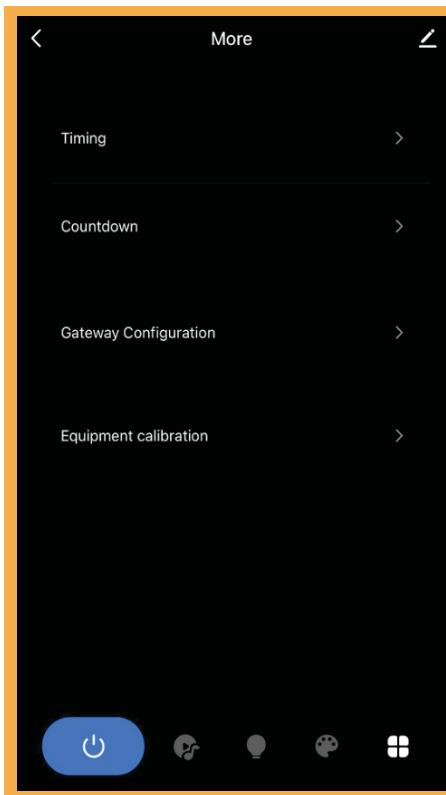 More
Timing
Countdown
Gateway Configuration
Equipment calibration